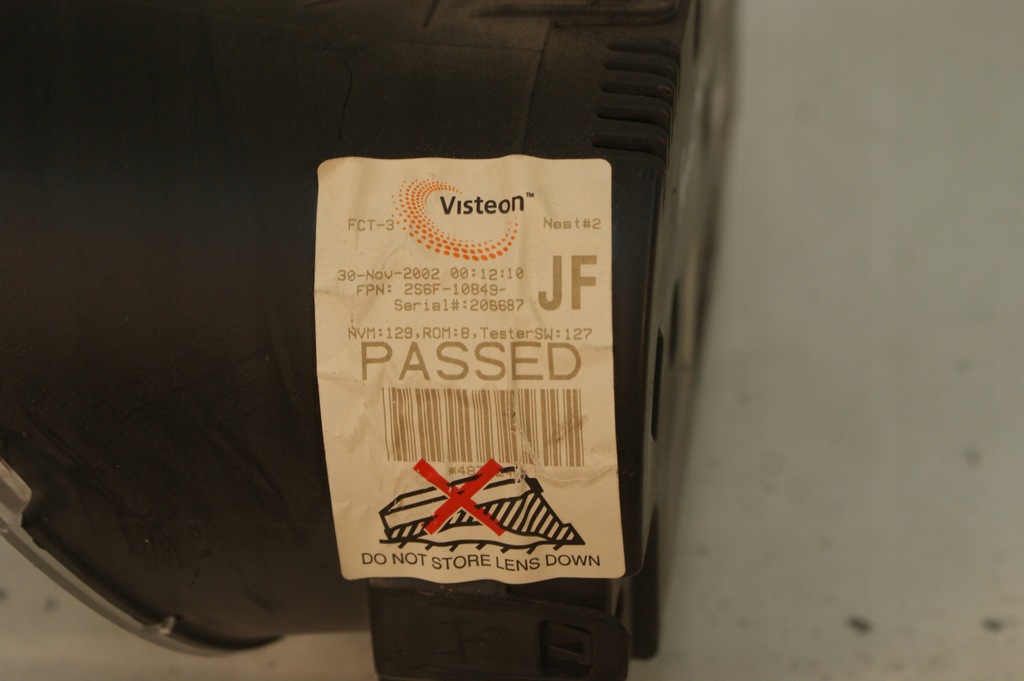 Visteon™
FCT-3 Nest#2
30-Nov-2002 00:12:10
JF
FPN: 2S6F-10849-
Serial#:206687
NVM:129,ROM:8,TesterSW:127
PASSED
DO NOT STORE LENS DOWN